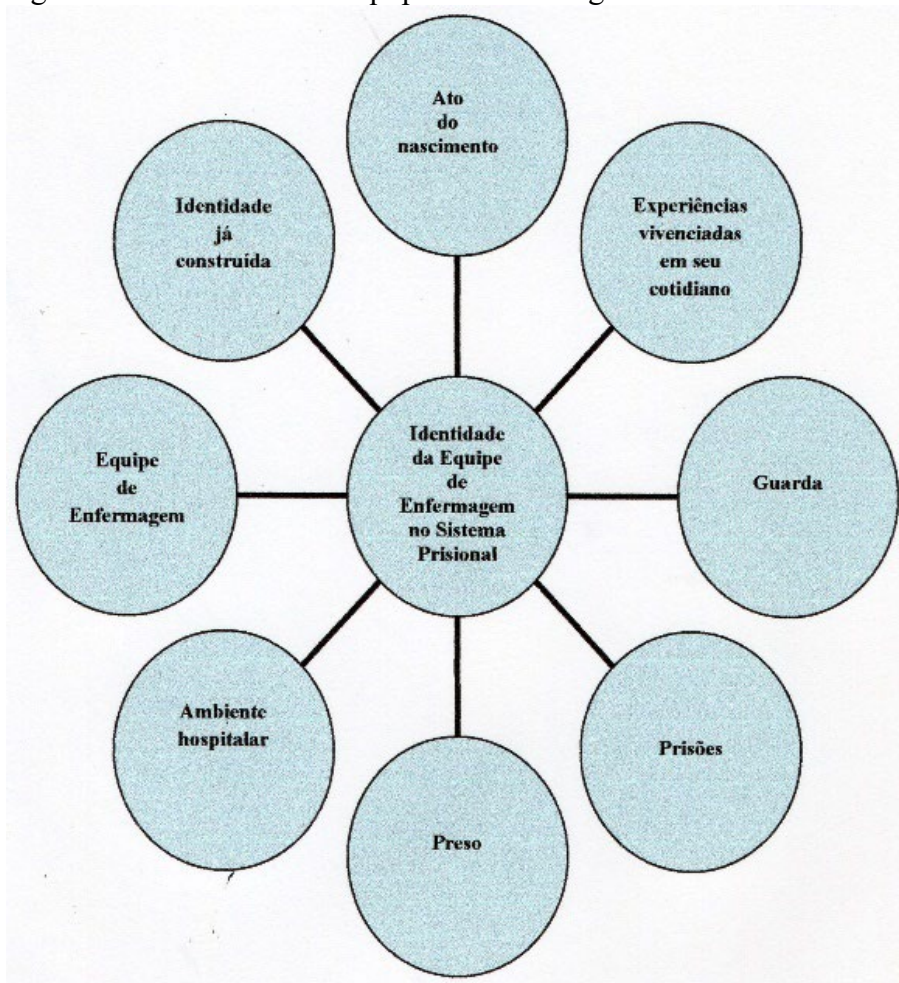 Ato
do
nascimento
Identidade
já
construída
Experiências
vivenciadas
em seu
cotidiano
Equipe
de
Enfermagem
Identidade
da Equipe
de
Enfermagem
no Sistema
Prisional
Guarda
Ambiente
hospitalar
Prisões
Preso